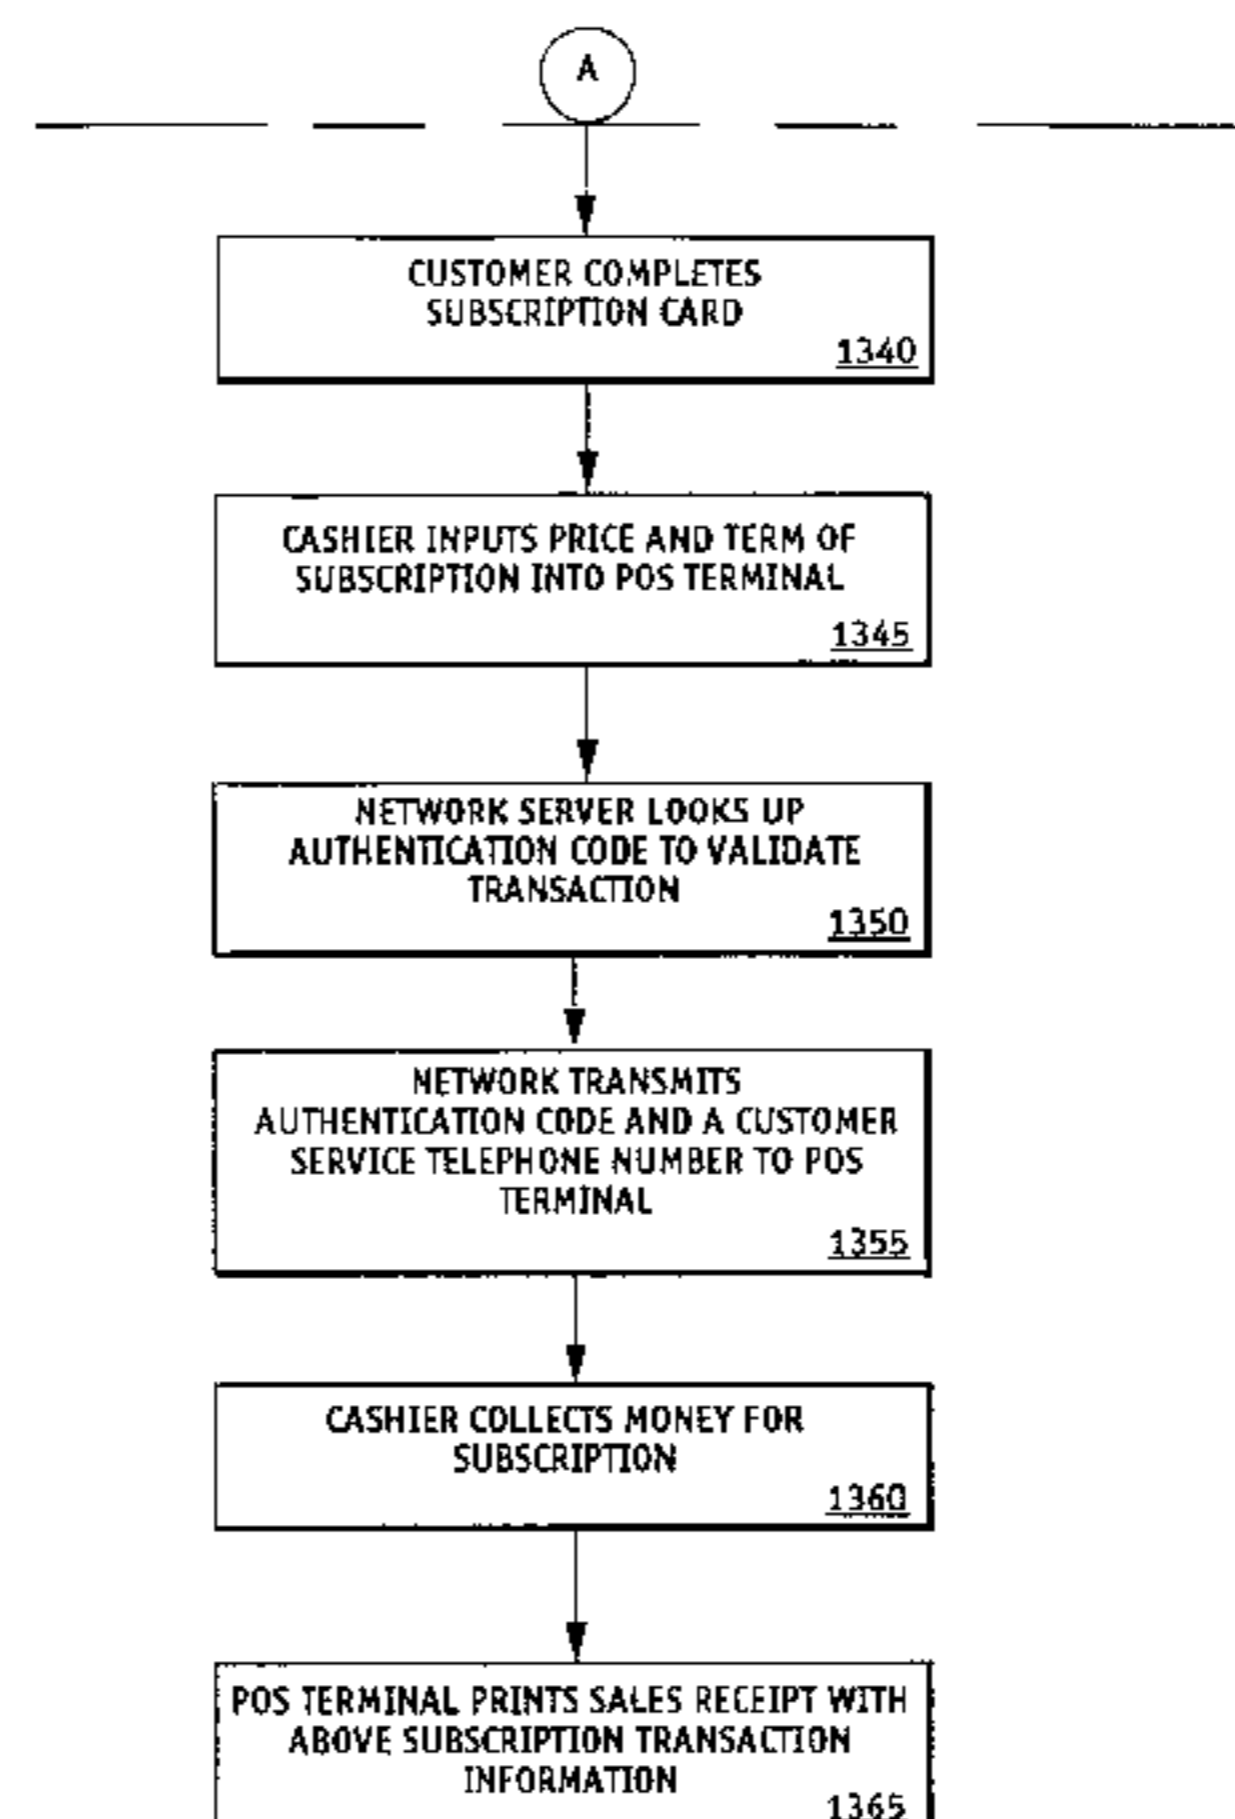 A
CUSTOMER COMPLETES
SUBSCRIPTION CARD
1340
CASHIER INPUTS PRICE AND TERM OF
SUBSCRIPTION INTO POS TERMINAL
1345
NETWORK SERVER LOOKS UP
AUTHENTICATION CODE TO VALIDATE
TRANSACTION
1350
NETWORK TRANSMITS
AUTHENTICATION CODE AND A CUSTOMER
SERVICE TELEPHONE NUMBER TO POS
TERMINAL
1355
CASHIER COLLECTS MONEY FOR
SUBSCRIPTION
1360
POS TERMINAL PRINTS SALES RECEIPT WITH
ABOVE SUBSCRIPTION TRANSACTION
INFORMATION
1365